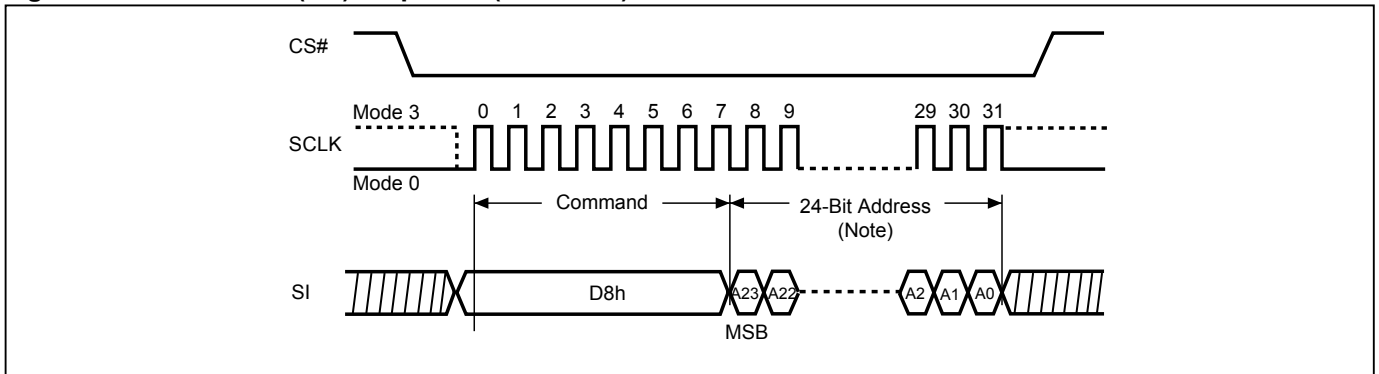 CS#
Mode 3
0 1 2 3 4 5 6 7 8 9 29 30 31
SCLK
Mode 0
Command
24-Bit Address
(Note)
SI
D8h
A23 A22 A2 A1 A0
MSB